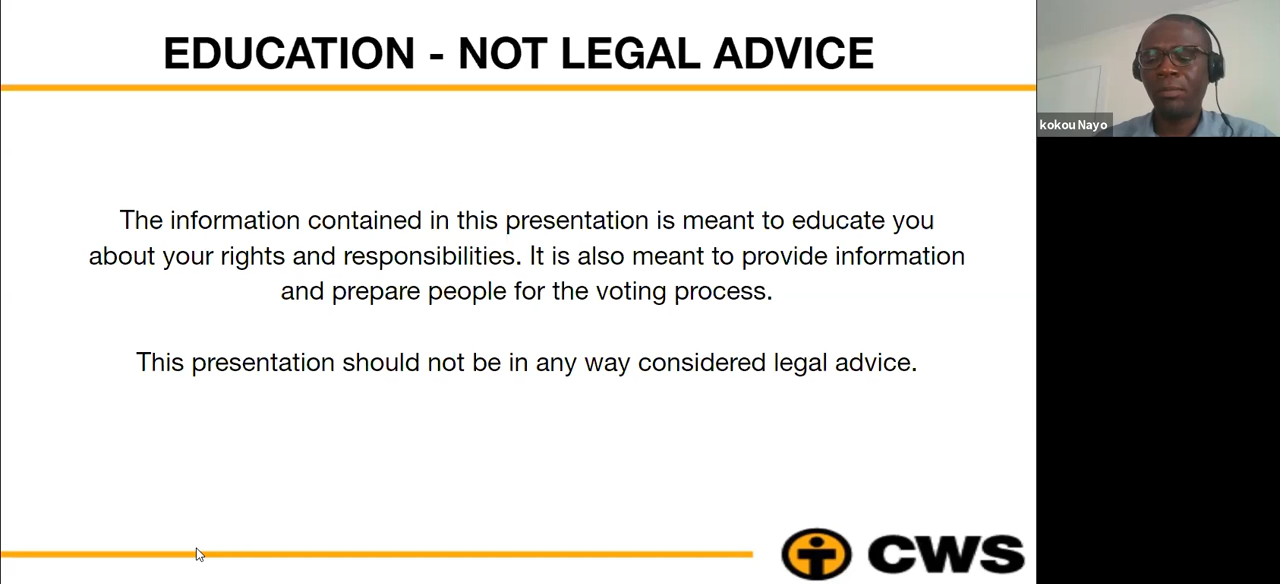 EDUCATION - NOT LEGAL ADVICE
kokou Nayo
The information contained in this presentation is meant to educate you
about your rights and responsibilities. It is also meant to provide information
and prepare people for the voting process.
This presentation should not be in any way considered legal advice.
CWS